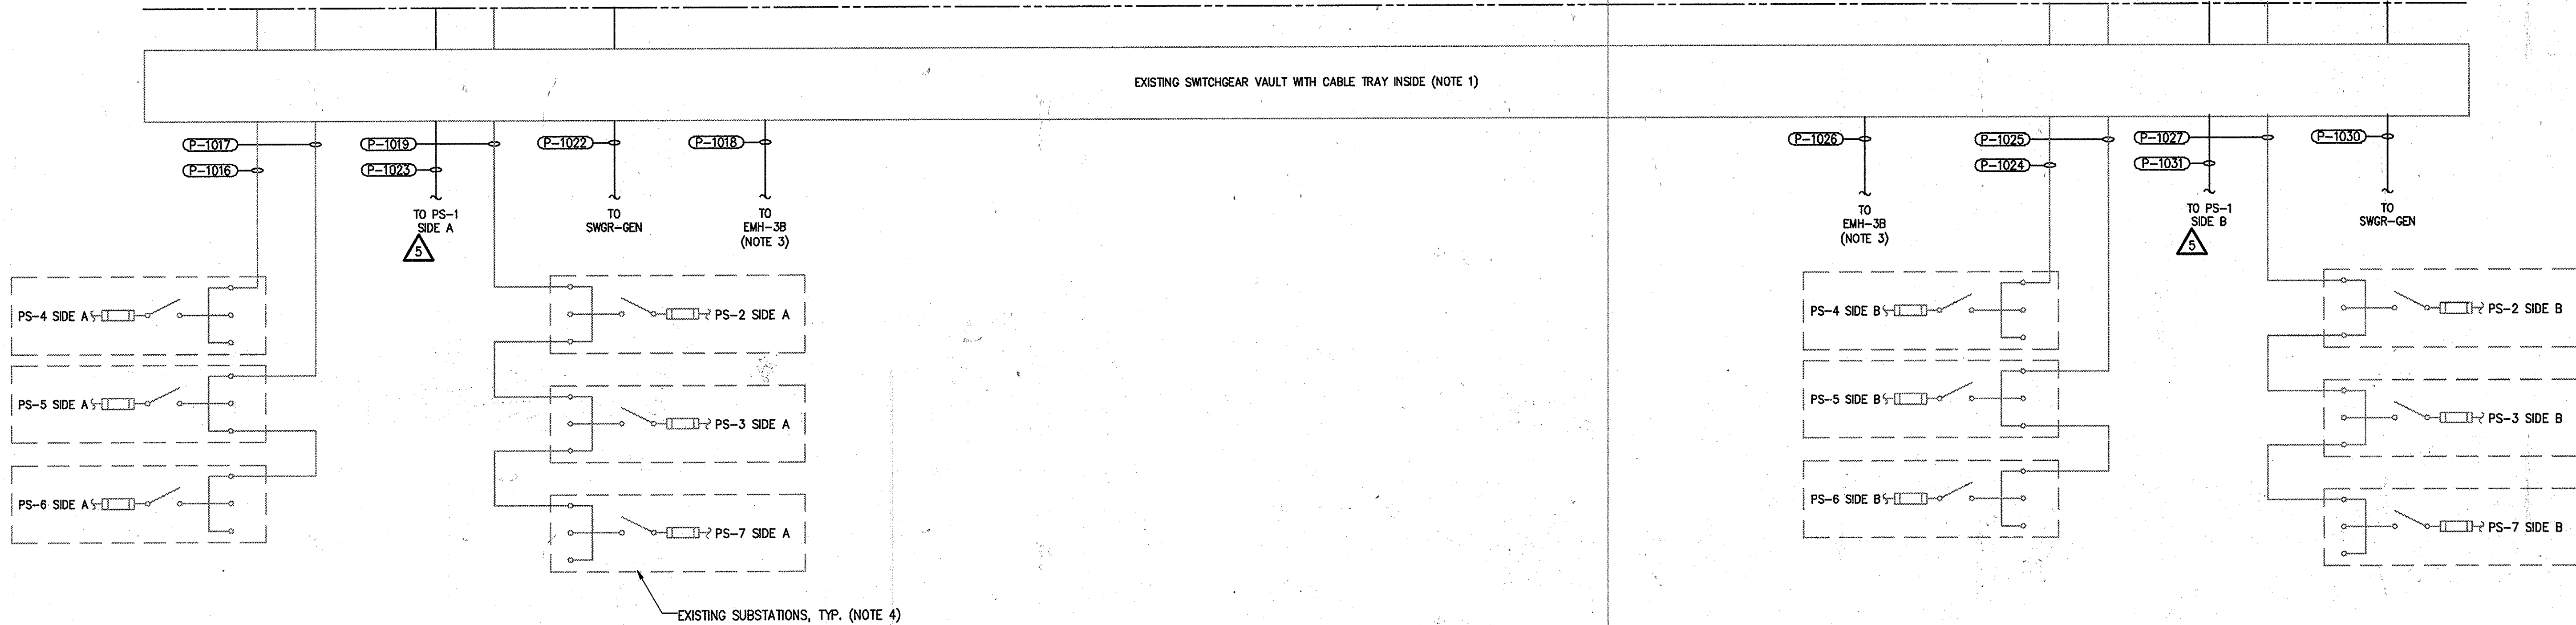 EXISTING SWITCHGEAR VAULT WITH CABLE TRAY INSIDE (NOTE 1)
P-1017
P-1016
P-1019
P-1023
P-1022
P-1018
P-1026
P-1025
P-1024
P-1027
P-1031
P-1030
TO PS-1
SIDE A
5
TO
SWGR-GEN
TO
EMH-3B
(NOTE 3)
TO
EMH-3B
(NOTE 3)
TO PS-1
SIDE B
5
TO
SWGR-GEN
PS-4 SIDE A
PS-5 SIDE A
PS-6 SIDE A
PS-2 SIDE A
PS-3 SIDE A
PS-7 SIDE A
EXISTING SUBSTATIONS, TYP. (NOTE 4)
PS-4 SIDE B
PS-5 SIDE B
PS-6 SIDE B
PS-2 SIDE B
PS-3 SIDE B
PS-7 SIDE B